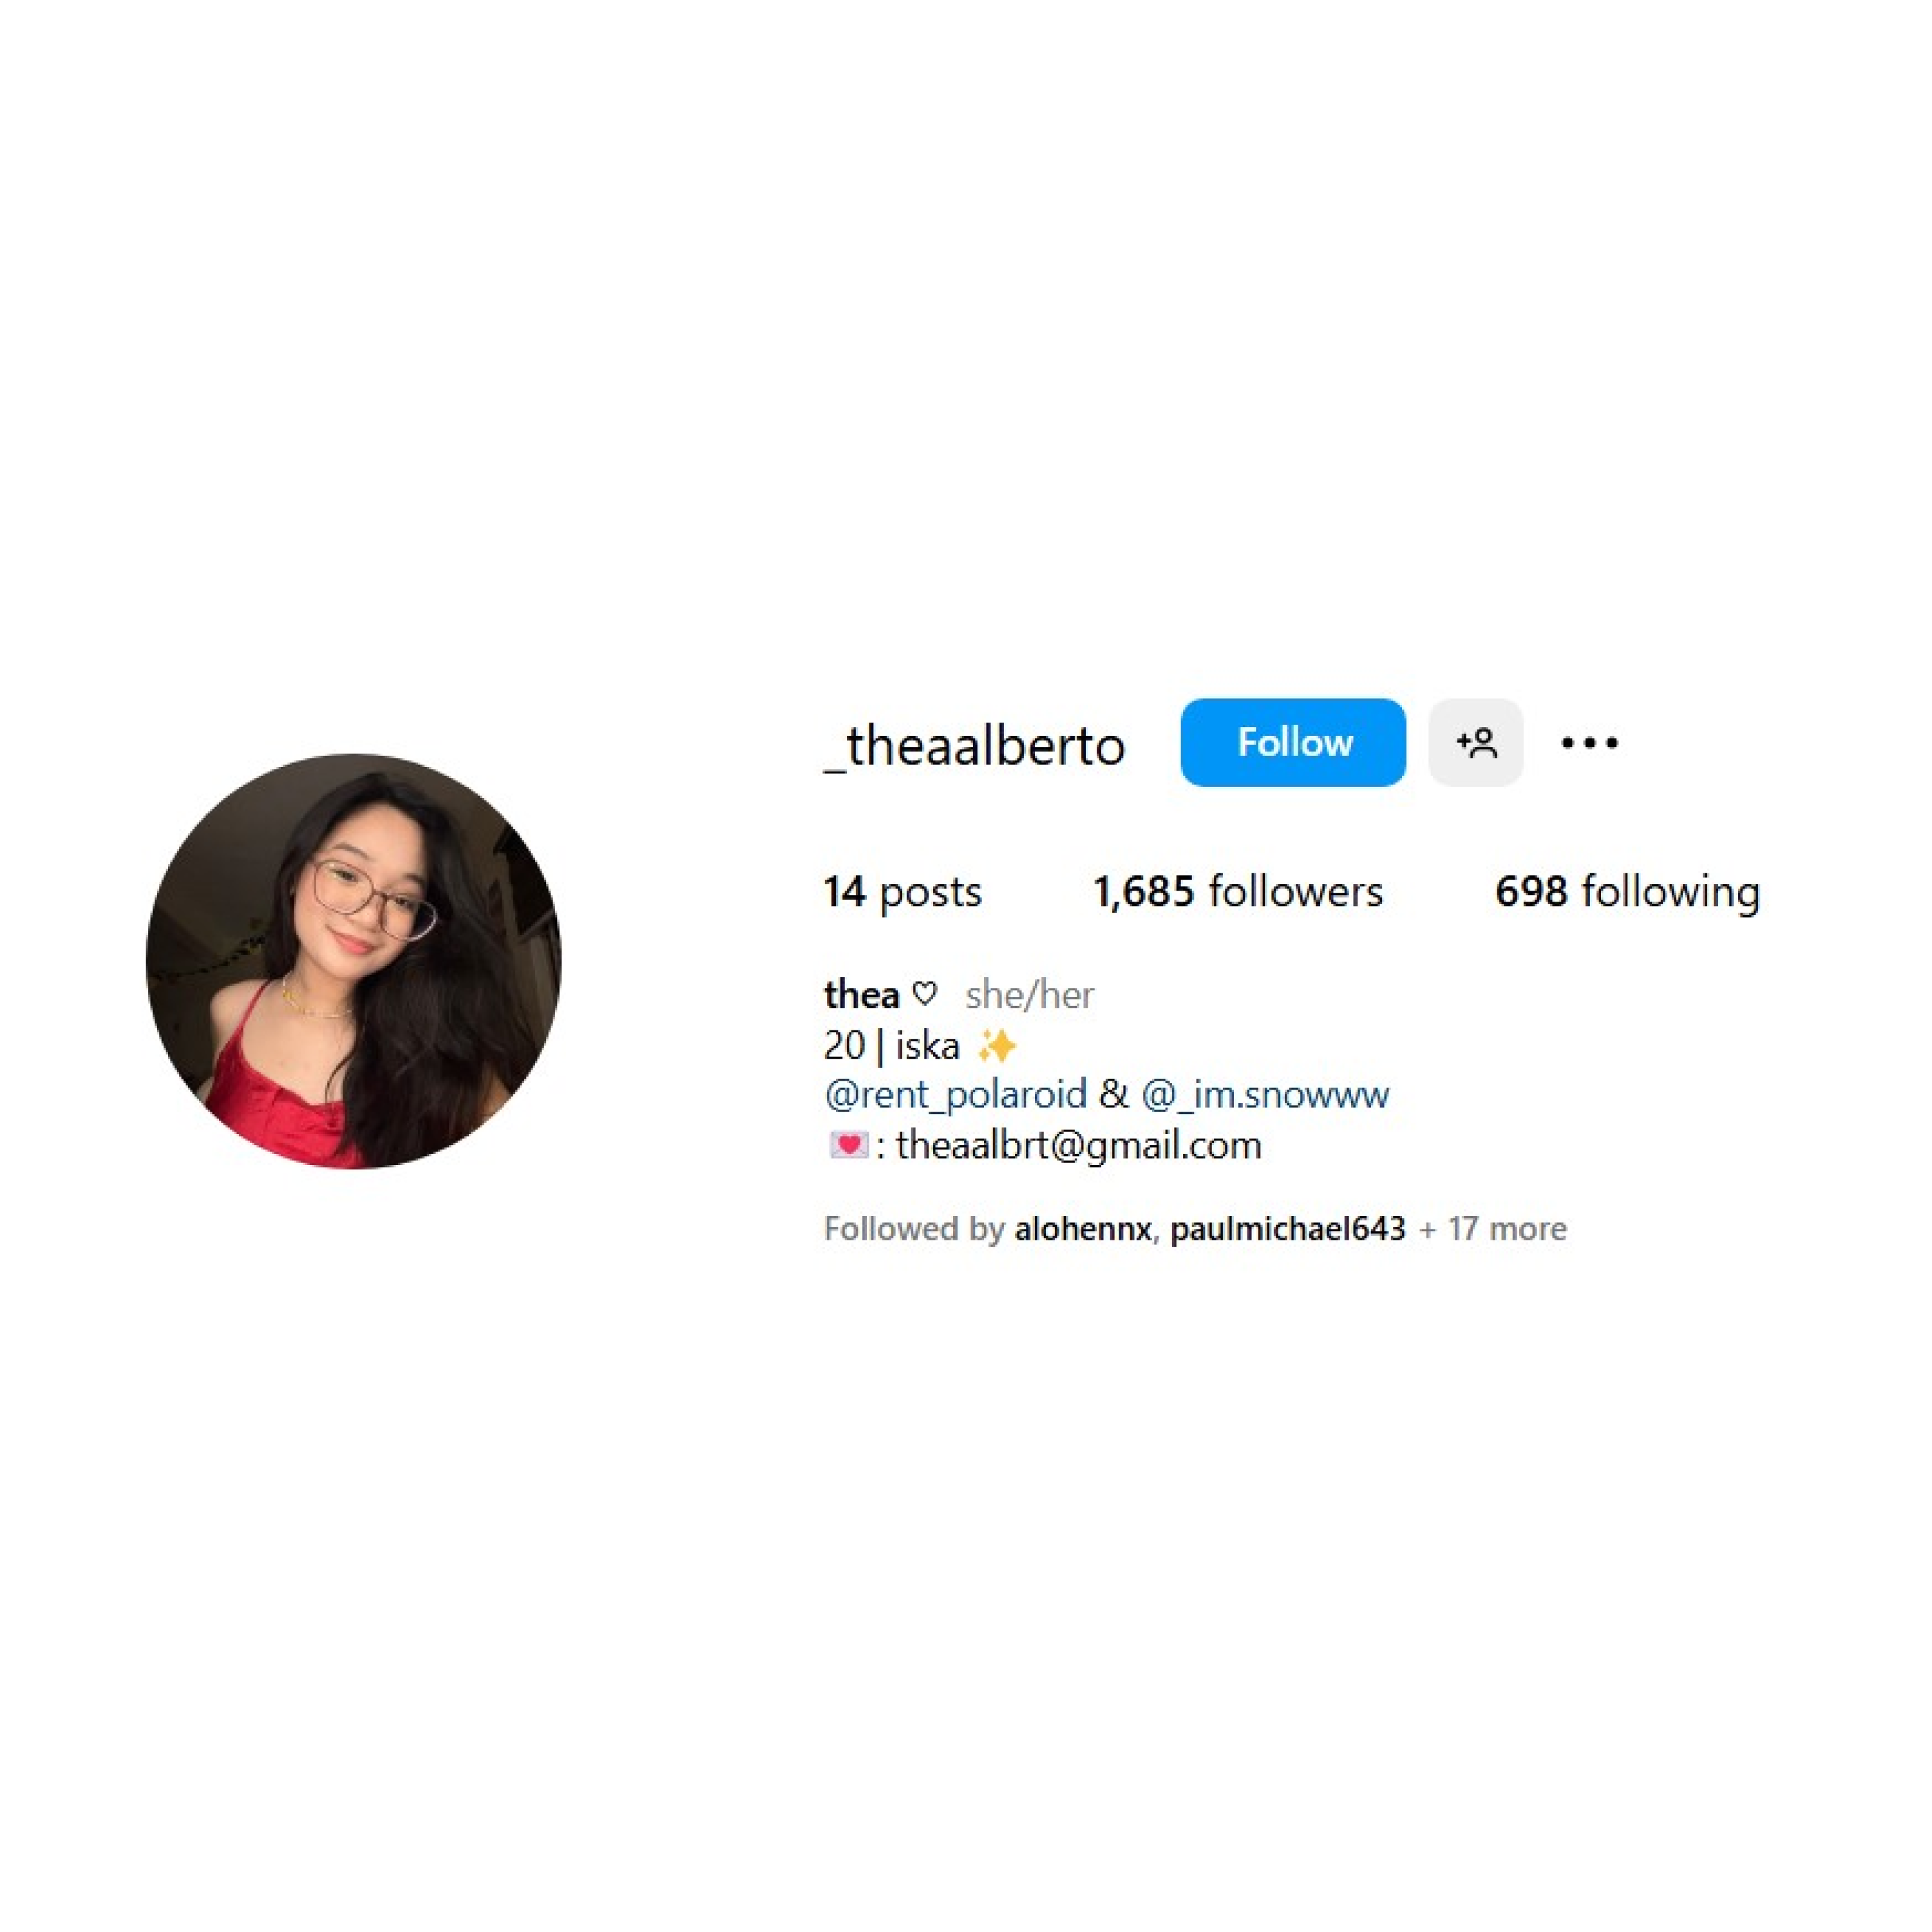 _theaalberto Follow
14 posts 1,685 followers 698 following
thea ♡ she/her
20 | iska ✨
@rent_polaroid & @_im.snowww
💌 : theaalbrt@gmail.com
Followed by alohennx, paulmichael643 + 17 more